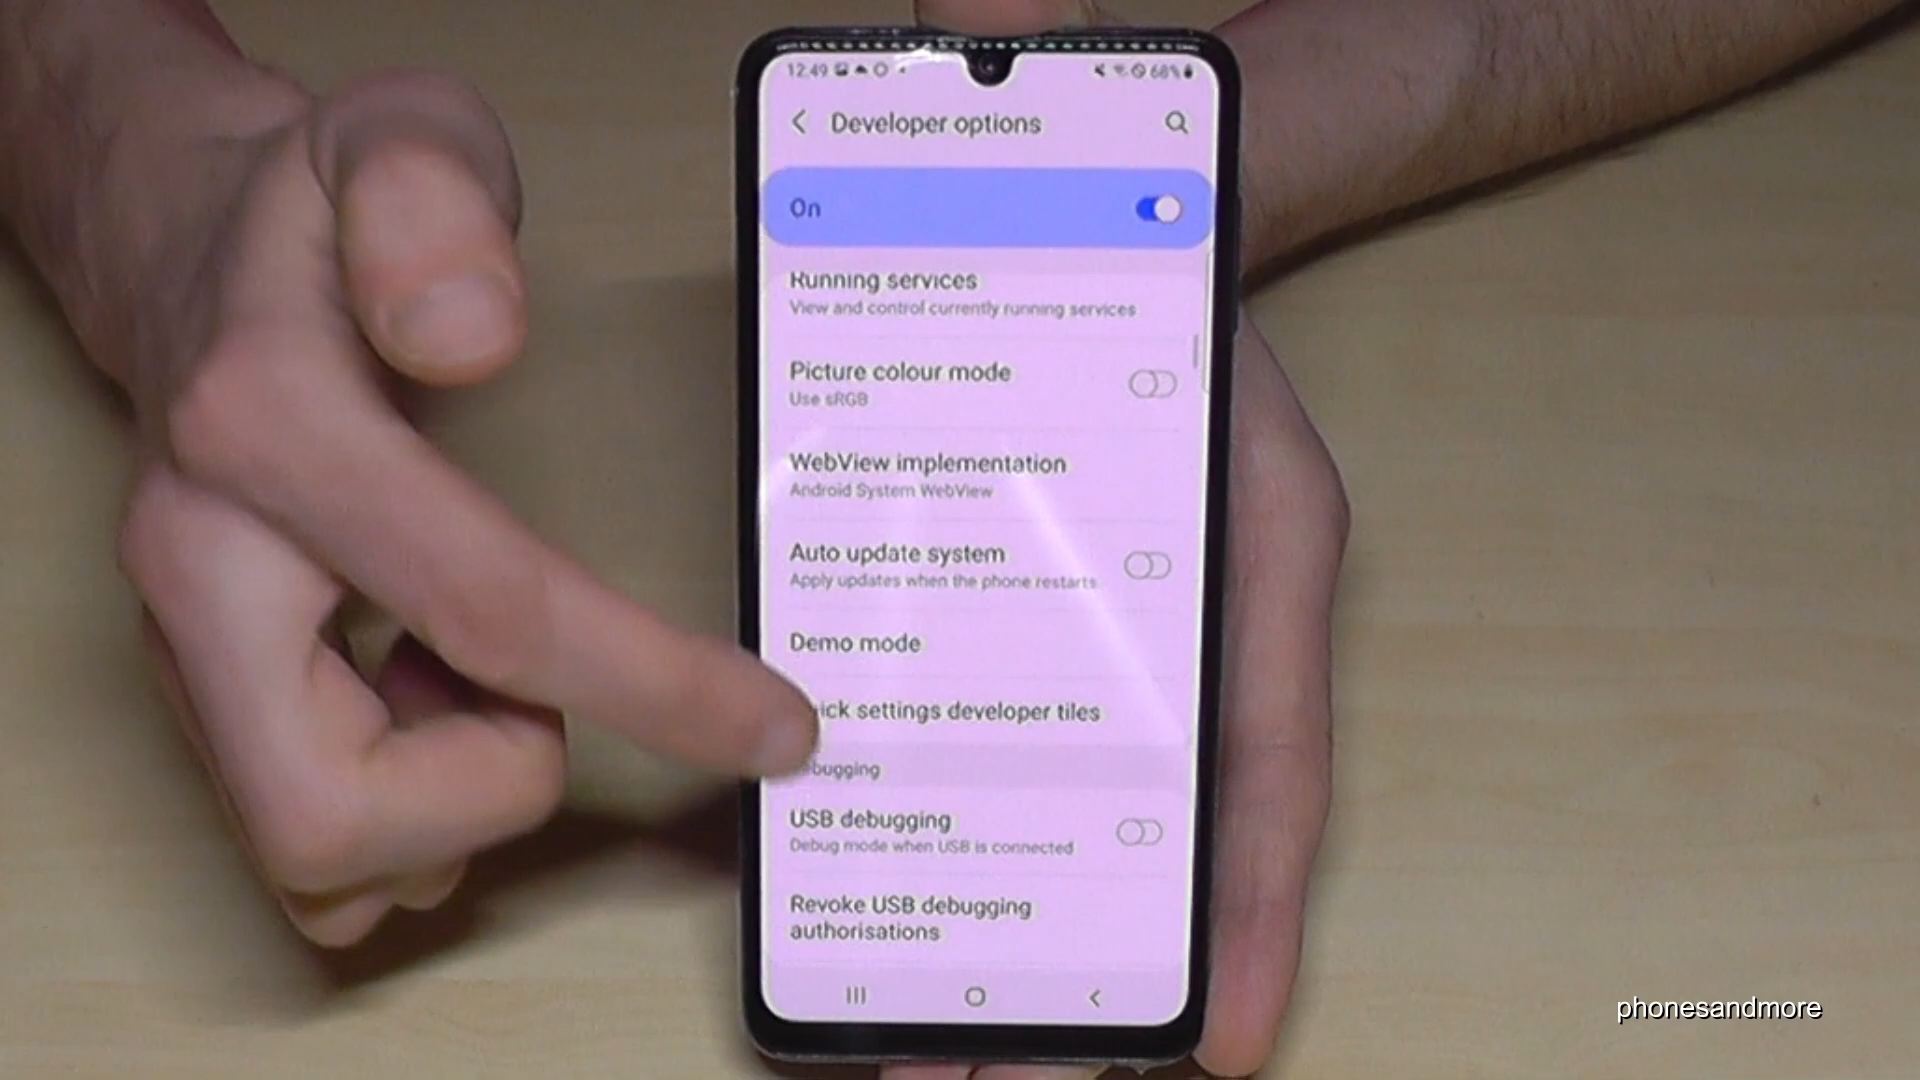 12:49 68%
Developer options
On
Running services
View and control currently running services
Picture colour mode
Use sRGB
WebView implementation
Android System WebView
Auto update system
Apply updates when the phone restarts
Demo mode
ick settings developer tiles
bugging
USB debugging
Debug mode when USB is connected
Revoke USB debugging
authorisations
phonesandmore